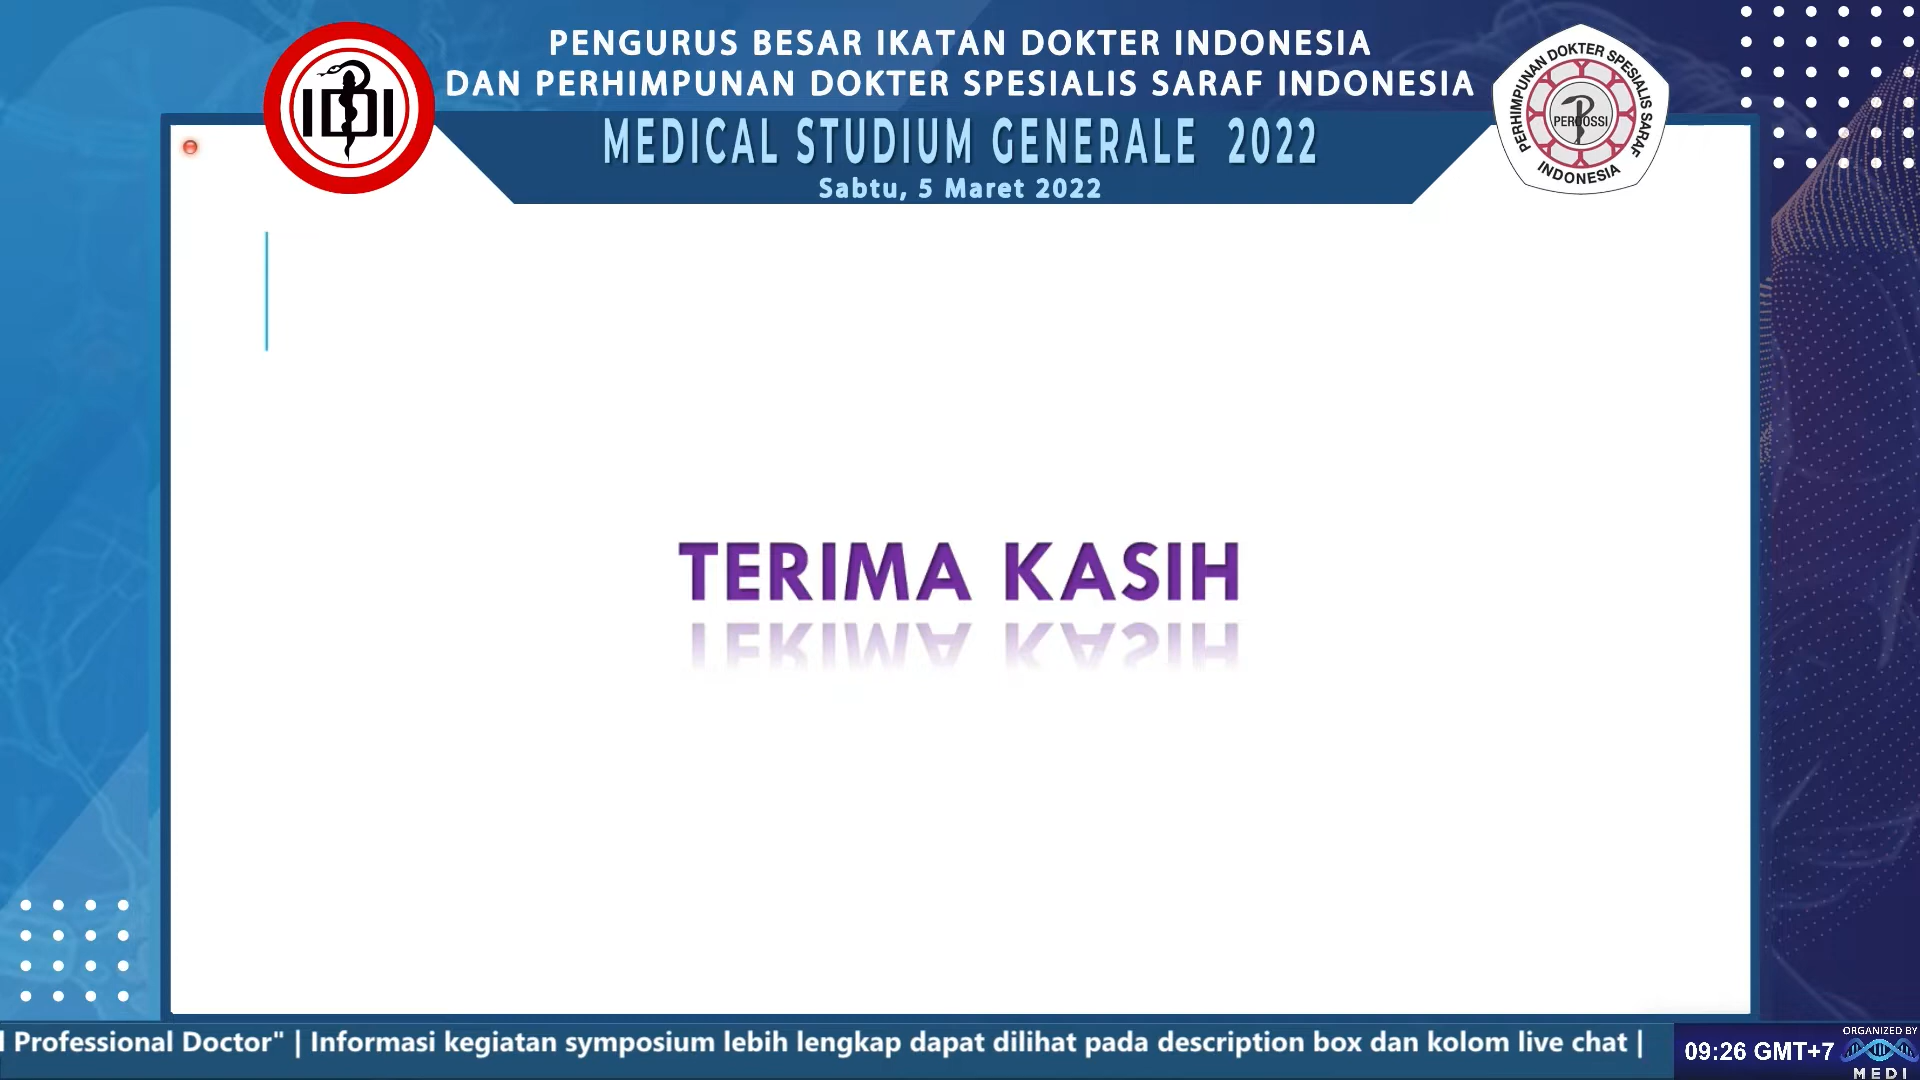 PENGURUS BESAR IKATAN DOKTER INDONESIA
DAN PERHIMPUNAN DOKTER SPESIALIS SARAF INDONESIA
MEDICAL STUDIUM GENERALE 2022
Sabtu, 5 Maret 2022
IDI
PERHIMPUNAN DOKTER SPESIALIS SARAF
PERDOSSI
INDONESIA
TERIMA KASIH
Professional Doctor" | Informasi kegiatan symposium lebih lengkap dapat dilihat pada description box dan kolom live chat |
09:26 GMT+7
ORGANIZED BY
MEDI